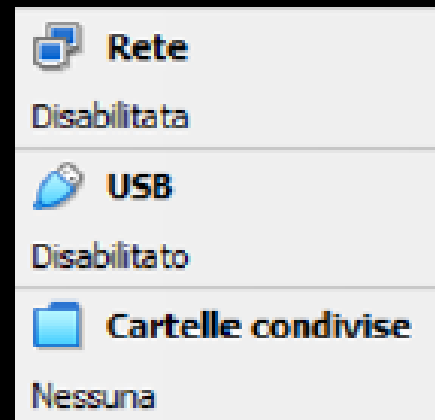 Rete
Disabilitata
USB
Disabilitato
Cartelle condivise
Nessuna